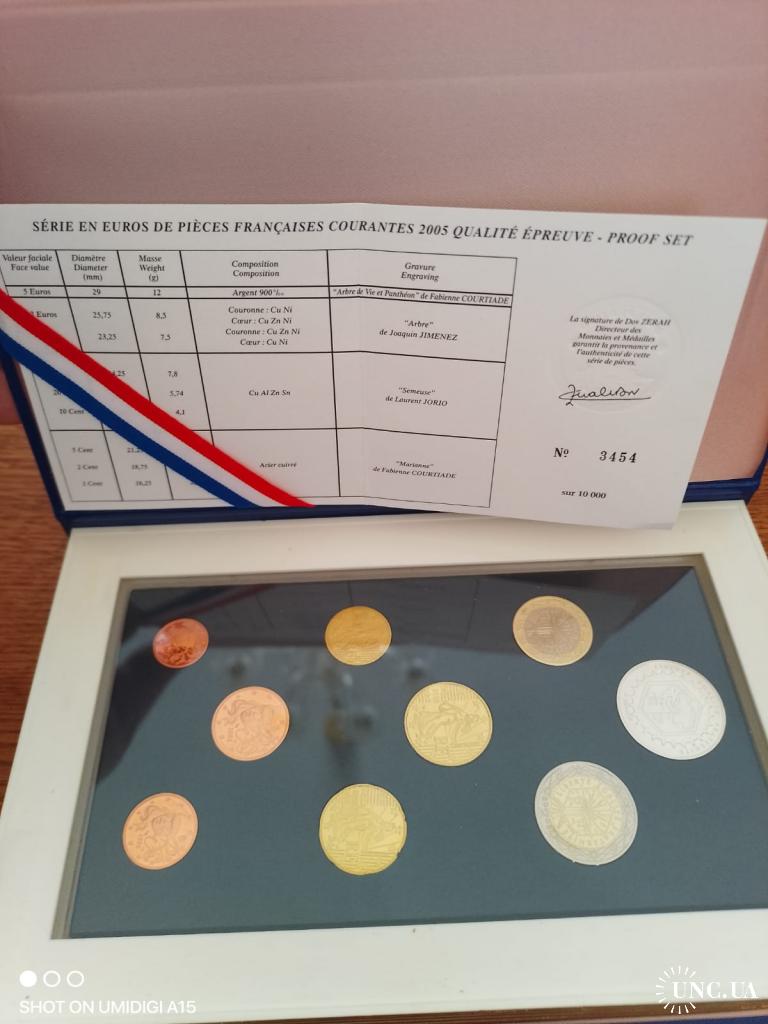 SÉRIE EN EUROS DE PIÈCES FRANÇAISES COURANTES 2005 QUALITÉ ÉPREUVE - PROOF SET
Valeur faciale Diamètre Masse Composition Gravure
Face value Diameter Weight Composition Engraving
(mm) (g)
5 Euros 29 12 Argent 900°/₀₀ "Arbre de Vie et Panthéon" de Fabienne COURTIADE
Euros 25,75 8,5 Couronne : Cu Ni
Cœur : Cu Zn Ni "Arbre"
23,25 7,5 Couronne : Cu Zn Ni de Joaquin JIMENEZ
Cœur : Cu Ni
7,8
5,74 Cu Al Zn Sn "Semeuse"
de Laurent JORIO
10 Cent 4,1
5 Cent Acier cuivré "Marianne"
2 Cent 18,75 de Fabienne COURTIADE
1 Cent 16,25
La signature de Dov ZERAH
Directeur des
Monnaies et Médailles
garantit la provenance et
l'authenticité de cette
série de pièces.
Nº 3454
sur 10 000
SHOT ON UMIDIGI A15
UNC.UA